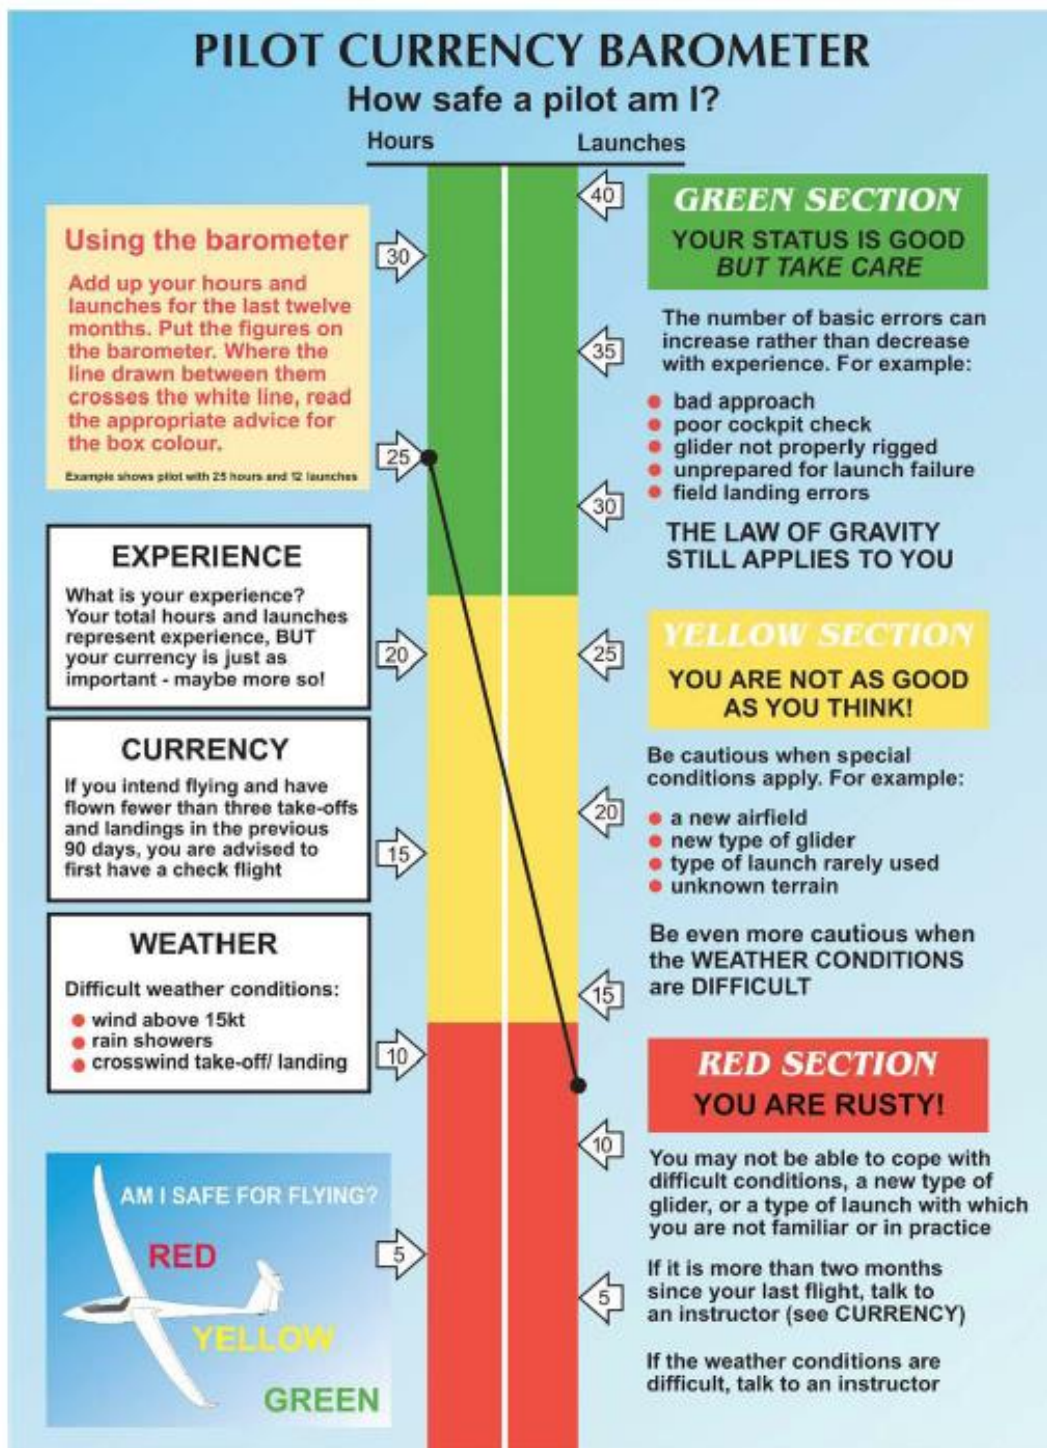 PILOT CURRENCY BAROMETER
How safe a pilot am I?
Hours
Launches
40
30
35
25
30
20
25
20
15
15
10
10
5
5
Using the barometer
Add up your hours and
launches for the last twelve
months. Put the figures on
the barometer. Where the
line drawn between them
crosses the white line, read
the appropriate advice for
the box colour.
Example shows pilot with 25 hours and 12 launches
EXPERIENCE
What is your experience?
Your total hours and launches
represent experience, BUT
your currency is just as
important - maybe more so!
CURRENCY
If you intend flying and have
flown fewer than three take-offs
and landings in the previous
90 days, you are advised to
first have a check flight
WEATHER
Difficult weather conditions:
wind above 15kt
rain showers
crosswind take-off/ landing
AM I SAFE FOR FLYING?
RED
YELLOW
GREEN
GREEN SECTION
YOUR STATUS IS GOOD
BUT TAKE CARE
The number of basic errors can
increase rather than decrease
with experience. For example:
bad approach
poor cockpit check
glider not properly rigged
unprepared for launch failure
field landing errors
THE LAW OF GRAVITY
STILL APPLIES TO YOU
YELLOW SECTION
YOU ARE NOT AS GOOD
AS YOU THINK!
Be cautious when special
conditions apply. For example:
a new airfield
new type of glider
type of launch rarely used
unknown terrain
Be even more cautious when
the WEATHER CONDITIONS
are DIFFICULT
RED SECTION
YOU ARE RUSTY!
You may not be able to cope with
difficult conditions, a new type of
glider, or a type of launch with which
you are not familiar or in practice
If it is more than two months
since your last flight, talk to
an instructor (see CURRENCY)
If the weather conditions are
difficult, talk to an instructor